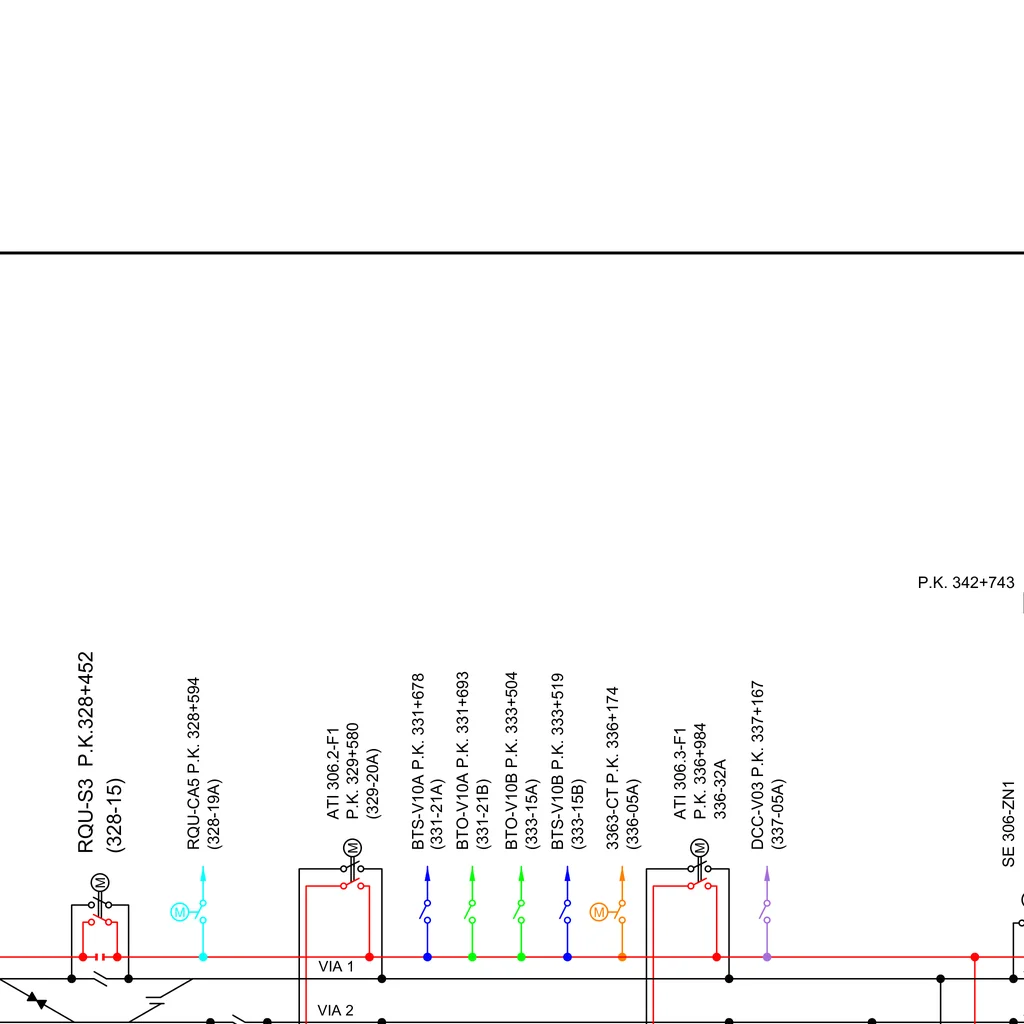 P.K. 342+743
RQU-S3 P.K.328+452
(328-15)
RQU-CA5 P.K. 328+594
(328-19A)
ATI 306.2-F1
P.K. 329+580
(329-20A)
BTS-V10A P.K. 331+678
(331-21A)
BTO-V10A P.K. 331+693
(331-21B)
BTO-V10B P.K. 333+504
(333-15A)
BTS-V10B P.K. 333+519
(333-15B)
3363-CT P.K. 336+174
(336-05A)
ATI 306.3-F1
P.K. 336+984
336-32A
DCC-V03 P.K. 337+167
(337-05A)
SE 306-ZN1
M
M
M
M
M
VIA 1
VIA 2